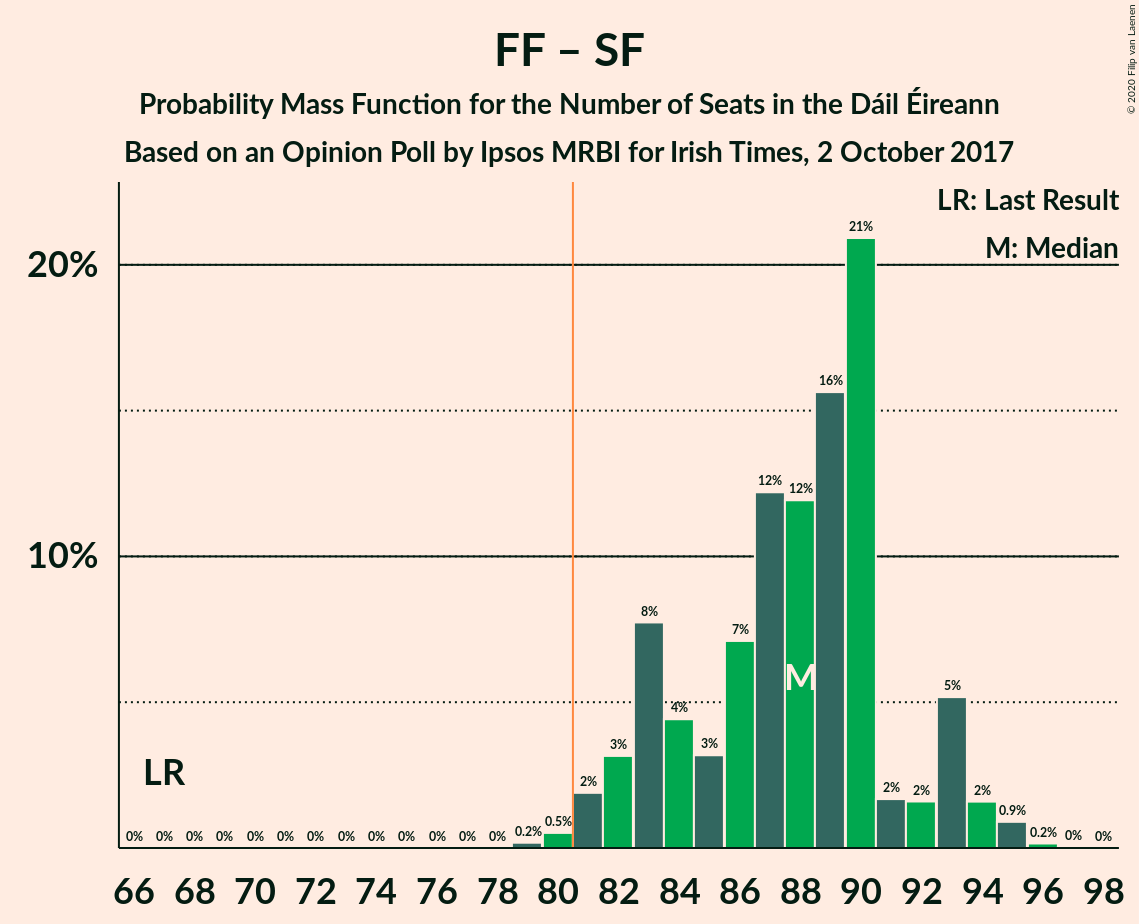 FF – SF
Probability Mass Function for the Number of Seats in the Dáil Éireann
Based on an Opinion Poll by Ipsos MRBI for Irish Times, 2 October 2017
© 2020 Filip van Laenen
LR: Last Result
M: Median
20%
10%
0% 0% 0% 0% 0% 0% 0% 0% 0% 0% 0% 0% 0% 0.2% 0.5% 2% 3% 8% 4% 3% 7% 12% 12% 16% 21% 2% 2% 5% 2% 0.9% 0.2% 0% 0%
LR
M
66 68 70 72 74 76 78 80 82 84 86 88 90 92 94 96 98